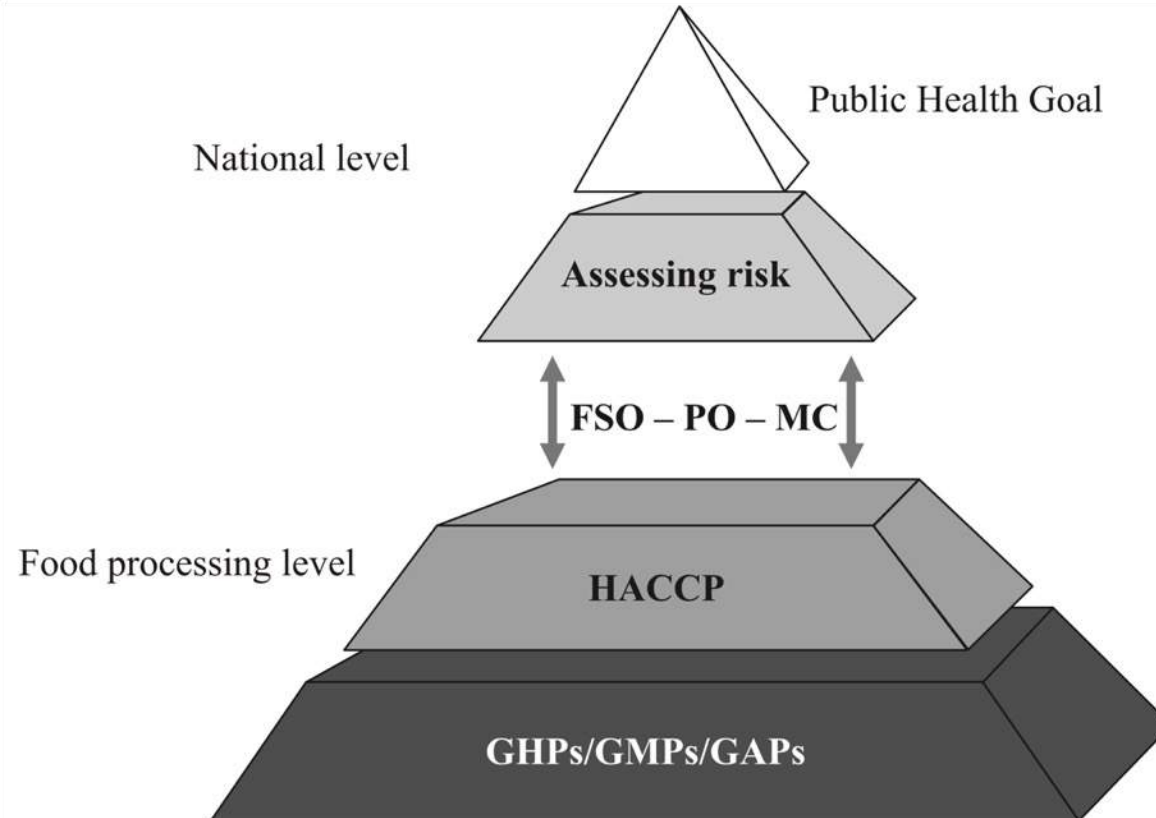 Public Health Goal
National level
Assessing risk
FSO – PO – MC
Food processing level
HACCP
GHPs/GMPs/GAPs